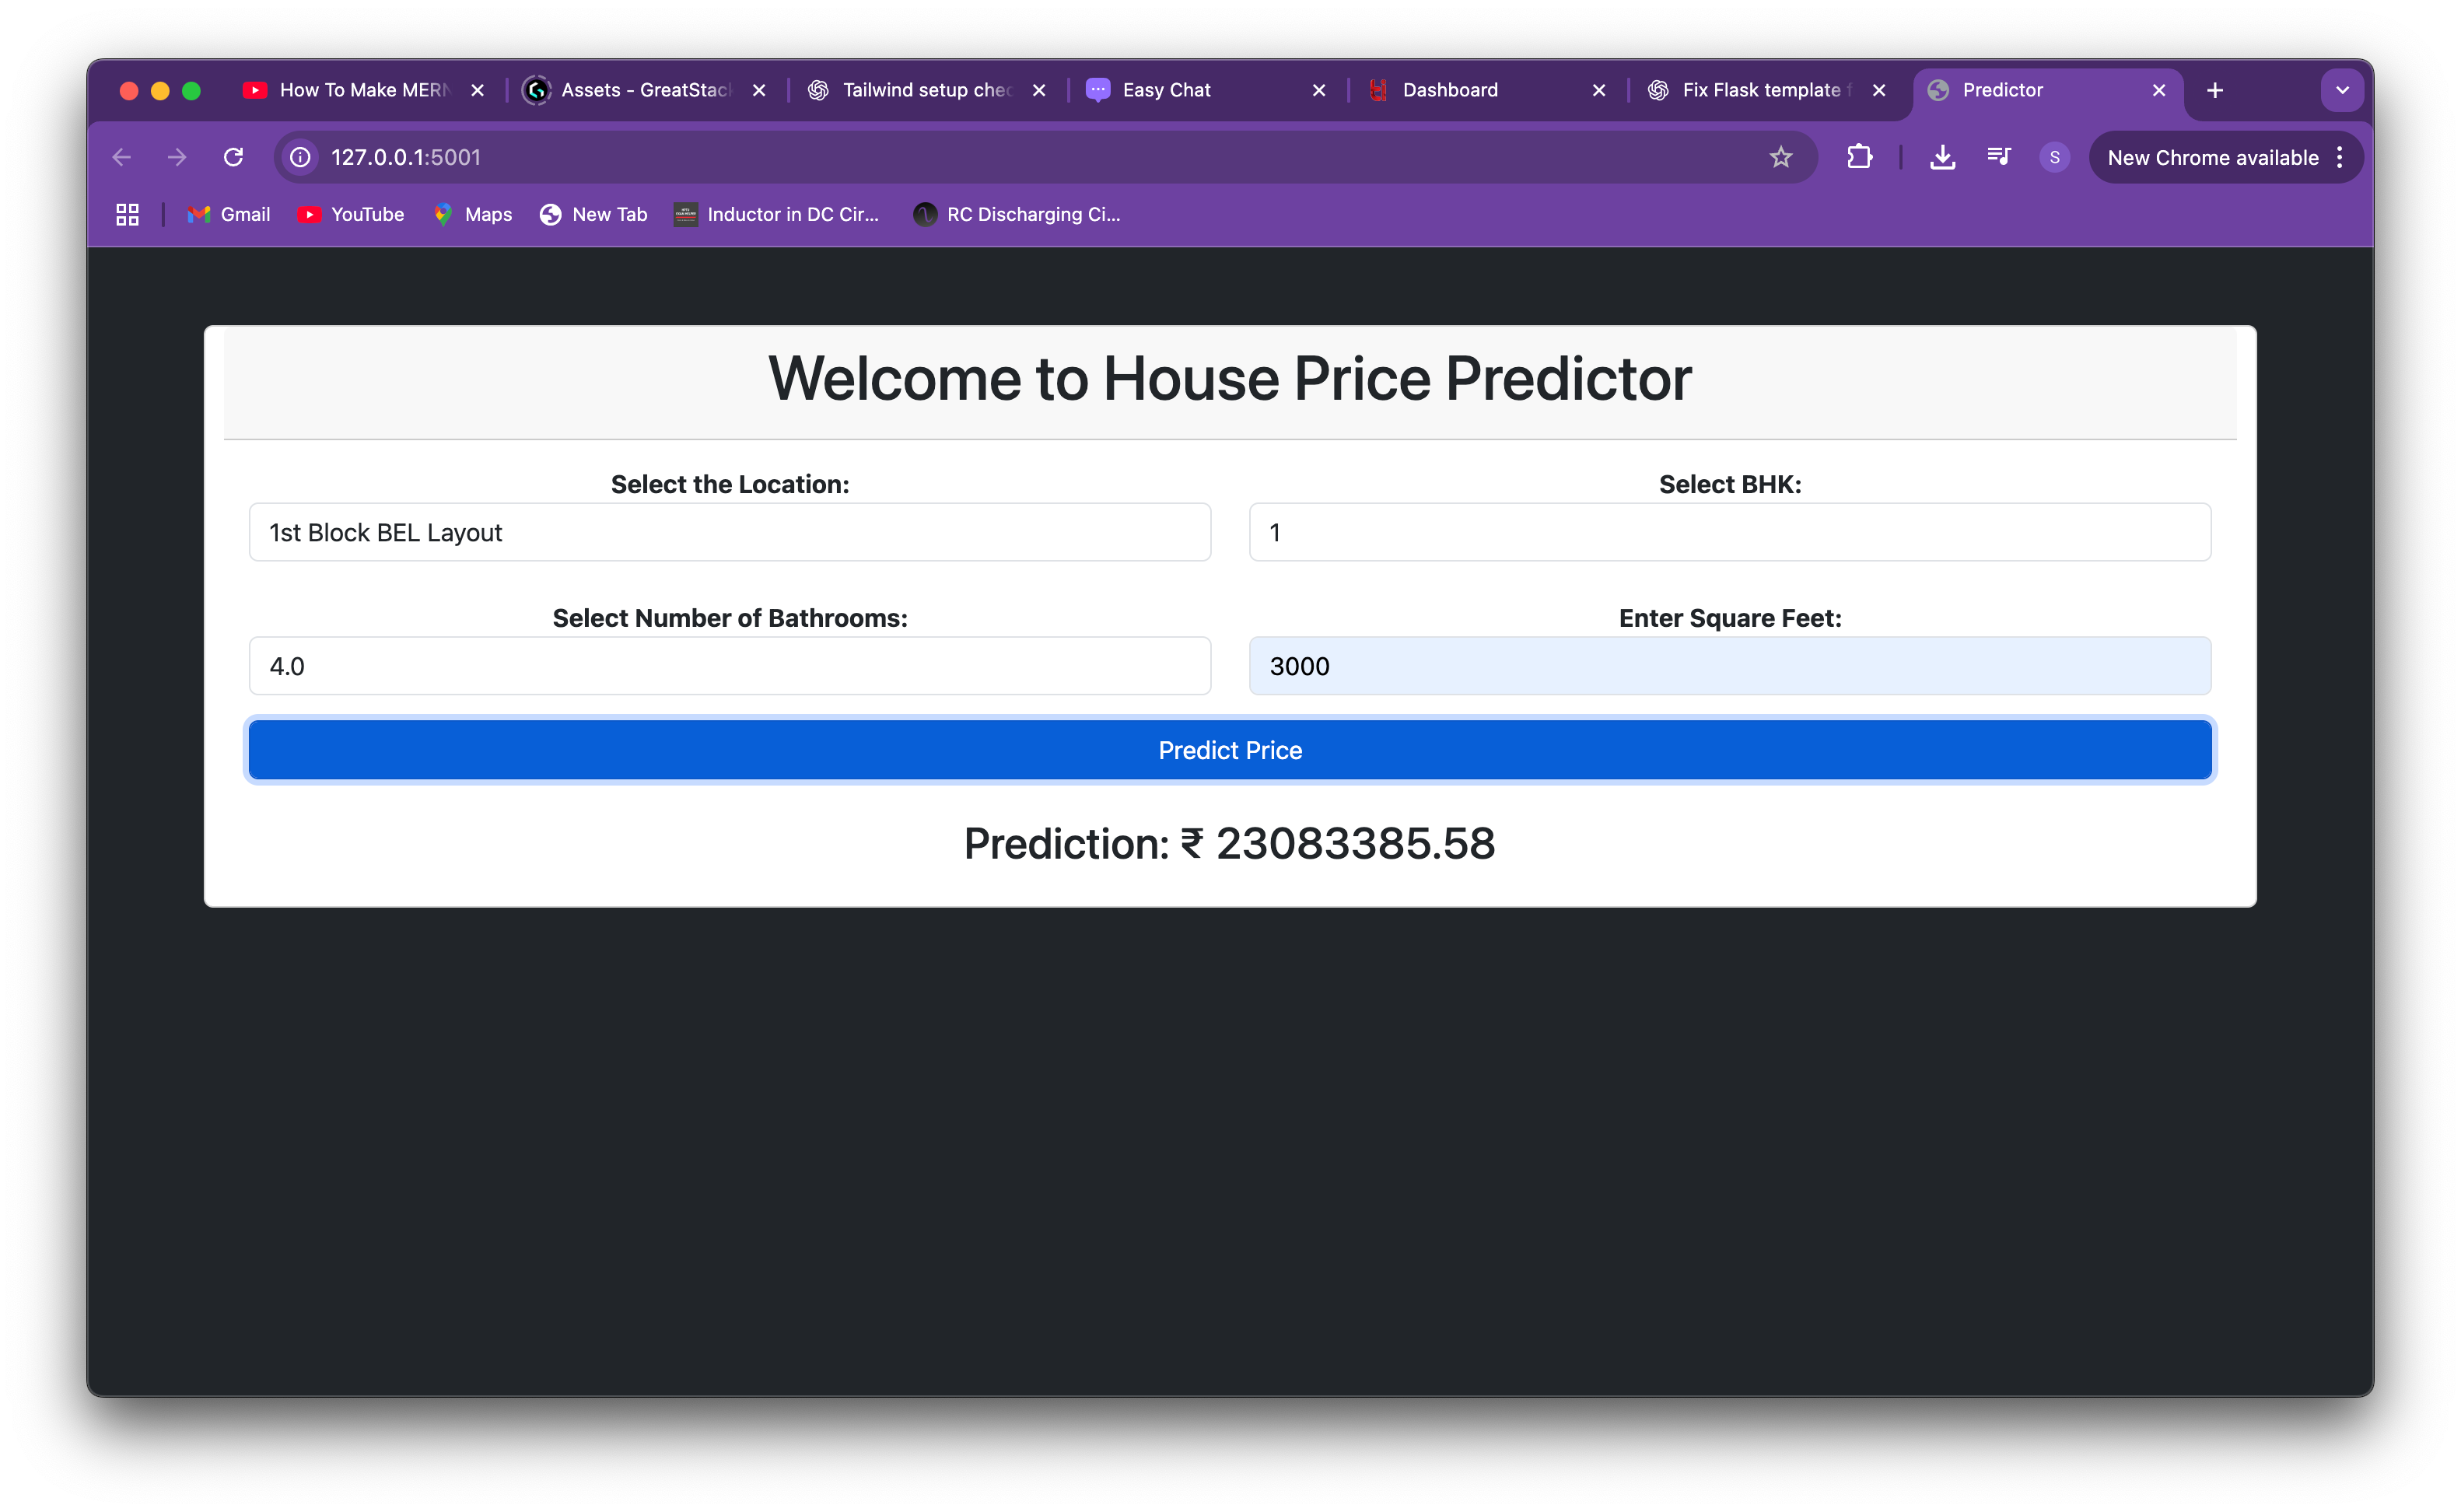 How To Make MERN
Assets - GreatStack
Tailwind setup chec
Easy Chat
Dashboard
Fix Flask template f
Predictor
127.0.0.1:5001
S
New Chrome available
Gmail
YouTube
Maps
New Tab
Inductor in DC Cir...
RC Discharging Ci...
Welcome to House Price Predictor
Select the Location:
Select BHK:
1st Block BEL Layout
1
Select Number of Bathrooms:
Enter Square Feet:
4.0
3000
Predict Price
Prediction: ₹ 23083385.58